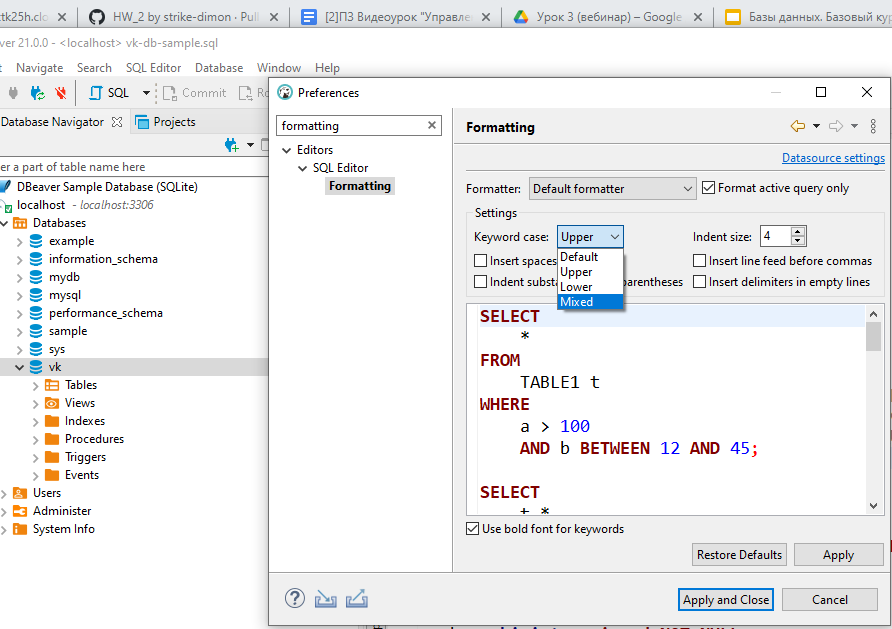 ttk25h.clo
HW_2 by strike-dimon · Pull
[2]ПЗ Видеоурок "Управлен
Урок 3 (вебинар) – Google
Базы данных. Базовый кур
ver 21.0.0 - <localhost> vk-db-sample.sql
t Navigate Search SQL Editor Database Window Help
SQL Commit Ro
Database Navigator Projects
er a part of table name here
DBeaver Sample Database (SQLite)
localhost - localhost:3306
Databases
example
information_schema
mydb
mysql
performance_schema
sample
sys
vk
Tables
Views
Indexes
Procedures
Triggers
Events
Users
Administer
System Info
Preferences
formatting
Editors
SQL Editor
Formatting
Formatting
Datasource settings
Formatter: Default formatter Format active query only
Settings
Keyword case: Upper Indent size: 4
Default
Upper
Lower
Mixed
Insert spaces Insert line feed before commas
Indent substa parentheses Insert delimiters in empty lines
SELECT
*
FROM
TABLE1 t
WHERE
a > 100
AND b BETWEEN 12 AND 45;
SELECT
t.*
Use bold font for keywords
Restore Defaults Apply
Apply and Close Cancel